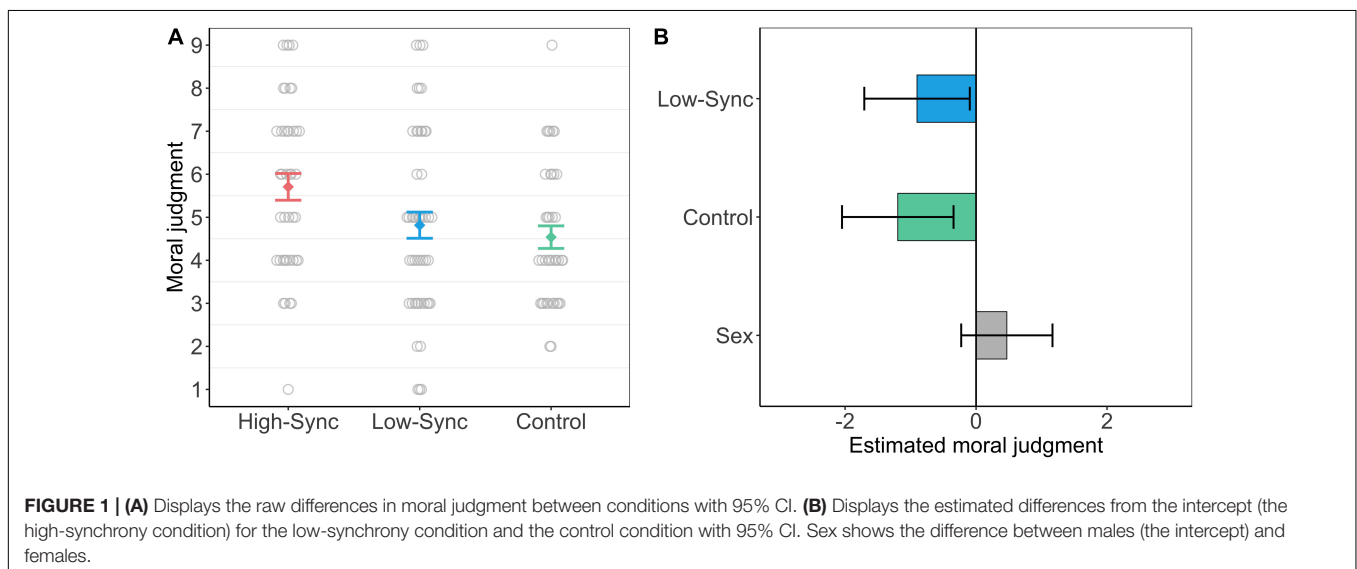 A
9
8
7
6
5
4
3
2
1
Moral judgment
High-Sync Low-Sync Control
B
Low-Sync
Control
Sex
-2 0 2
Estimated moral judgment
FIGURE 1 | (A) Displays the raw differences in moral judgment between conditions with 95% CI. (B) Displays the estimated differences from the intercept (the
high-synchrony condition) for the low-synchrony condition and the control condition with 95% CI. Sex shows the difference between males (the intercept) and
females.